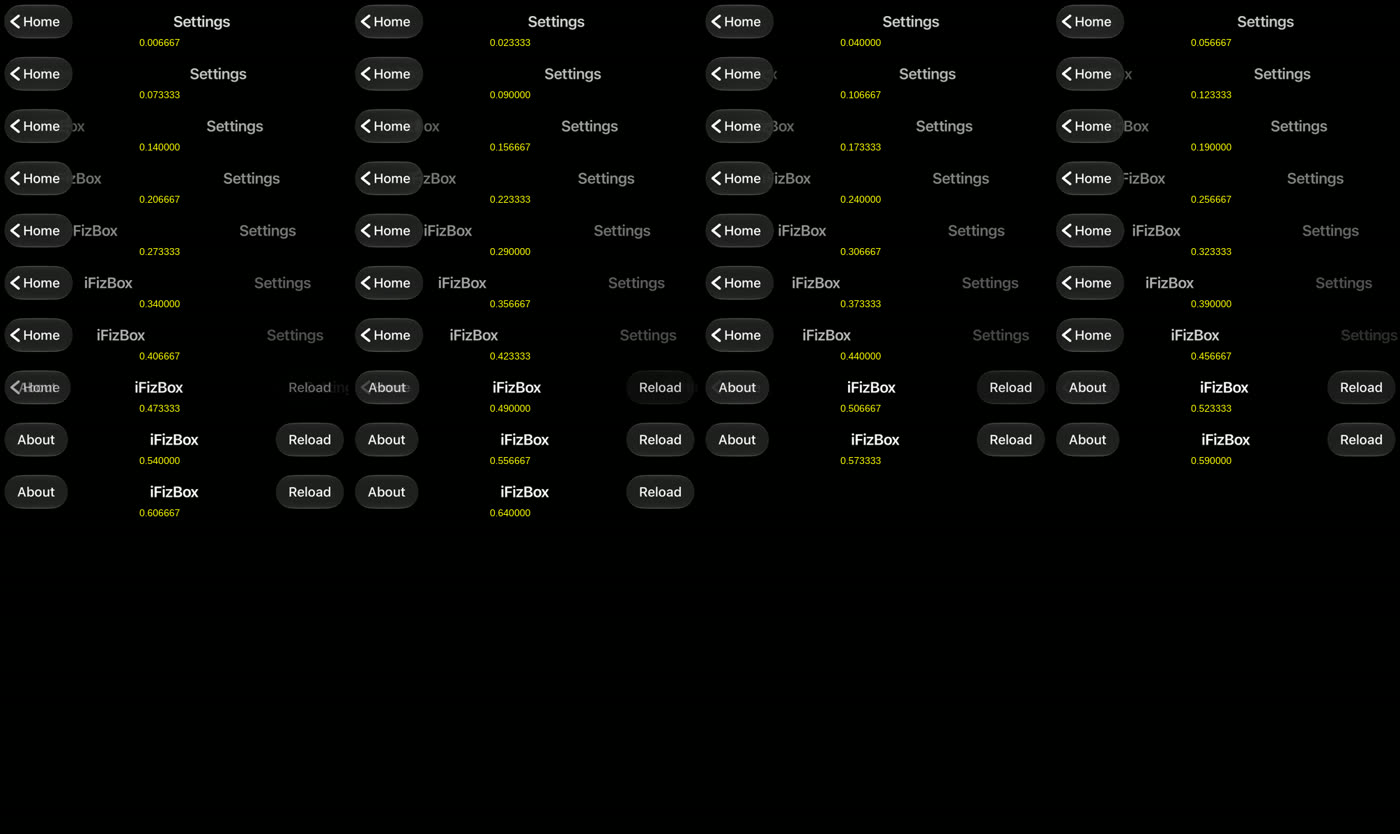 Home Settings Home Settings Home Settings Home Settings
0.006667 0.023333 0.040000 0.056667
Home Settings Home Settings Home x Settings Home x Settings
0.073333 0.090000 0.106667 0.123333
Home ox Settings Home ox Settings Home Box Settings Home Box Settings
0.140000 0.156667 0.173333 0.190000
Home zBox Settings Home zBox Settings Home izBox Settings Home FizBox Settings
0.206667 0.223333 0.240000 0.256667
Home FizBox Settings Home iFizBox Settings Home iFizBox Settings Home iFizBox Settings
0.273333 0.290000 0.306667 0.323333
Home iFizBox Settings Home iFizBox Settings Home iFizBox Settings Home iFizBox Settings
0.340000 0.356667 0.373333 0.390000
Home iFizBox Settings Home iFizBox Settings Home iFizBox Settings Home iFizBox Settings
0.406667 0.423333 0.440000 0.456667
Home iFizBox Reload About iFizBox Reload About iFizBox Reload About iFizBox Reload
0.473333 0.490000 0.506667 0.523333
About iFizBox Reload About iFizBox Reload About iFizBox Reload About iFizBox Reload
0.540000 0.556667 0.573333 0.590000
About iFizBox Reload About iFizBox Reload
0.606667 0.640000